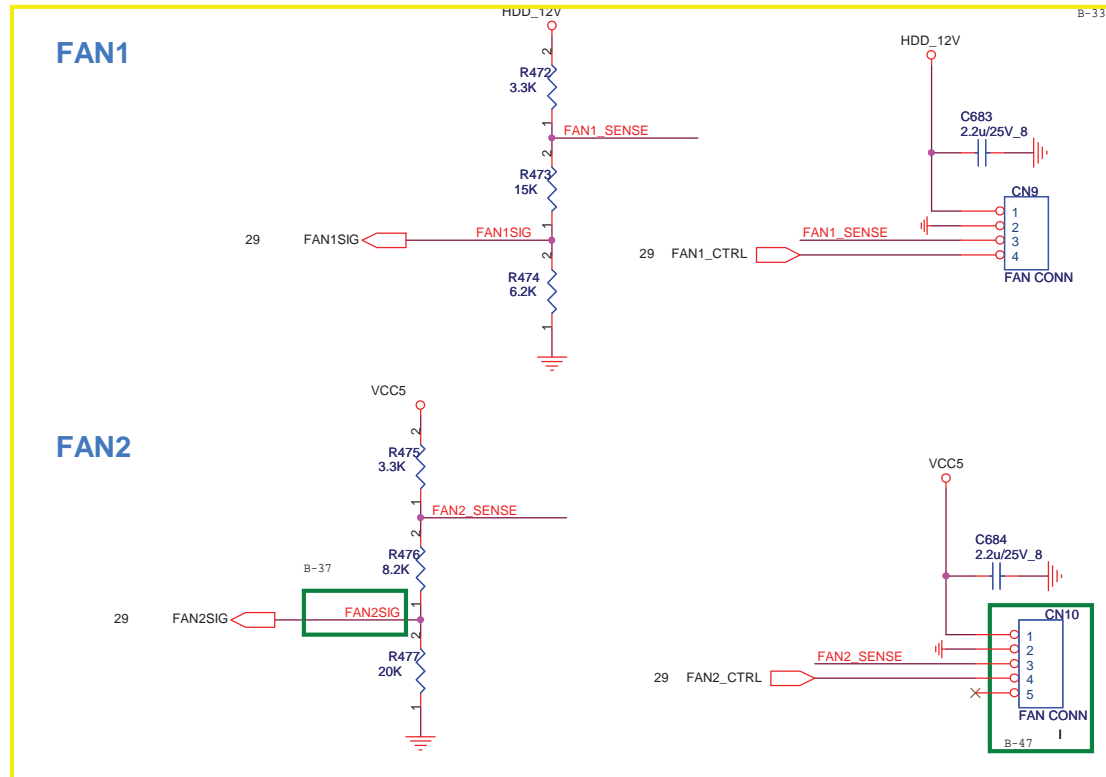 HDD_12V
B-33
FAN1
2
R472
3.3K
1
FAN1_SENSE
2
R473
15K
1
29 FAN1SIG
FAN1SIG
2
R474
6.2K
1
HDD_12V
C683
2.2u/25V_8
CN9
1
2
FAN1_SENSE
3
29 FAN1_CTRL
4
FAN CONN
VCC5
FAN2
2
R475
3.3K
1
FAN2_SENSE
2
R476
8.2K
B-37
1
29 FAN2SIG
FAN2SIG
2
R477
20K
1
VCC5
C684
2.2u/25V_8
CN10
1
2
FAN2_SENSE
3
29 FAN2_CTRL
4
5
FAN CONN
I
B-47